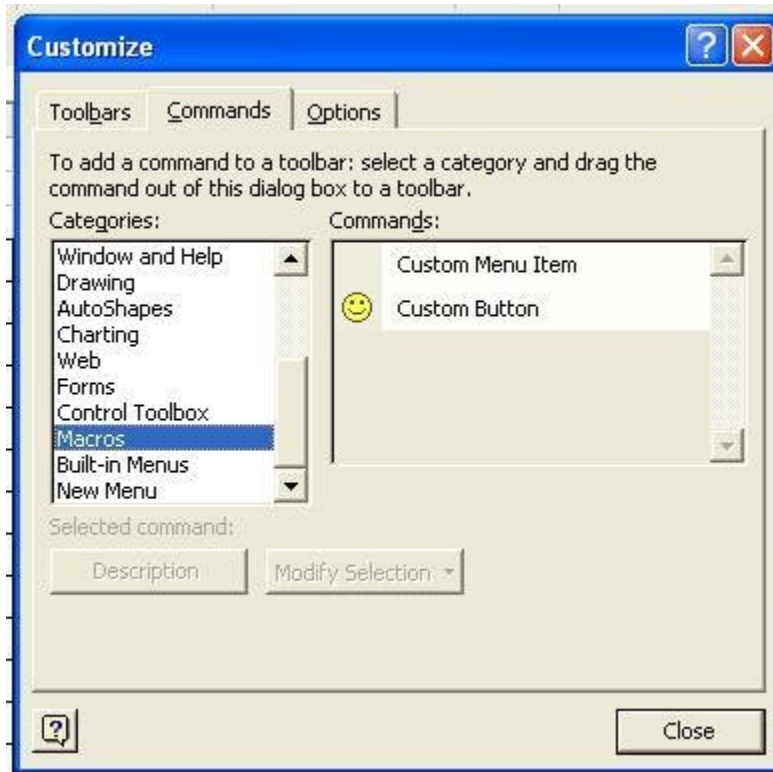 Customize
Toolbars Commands Options
To add a command to a toolbar: select a category and drag the
command out of this dialog box to a toolbar.
Categories: Commands:
Window and Help
Drawing
AutoShapes
Charting
Web
Forms
Control Toolbox
Macros
Built-in Menus
New Menu
Custom Menu Item
Custom Button
Selected command:
Description Modify Selection
Close